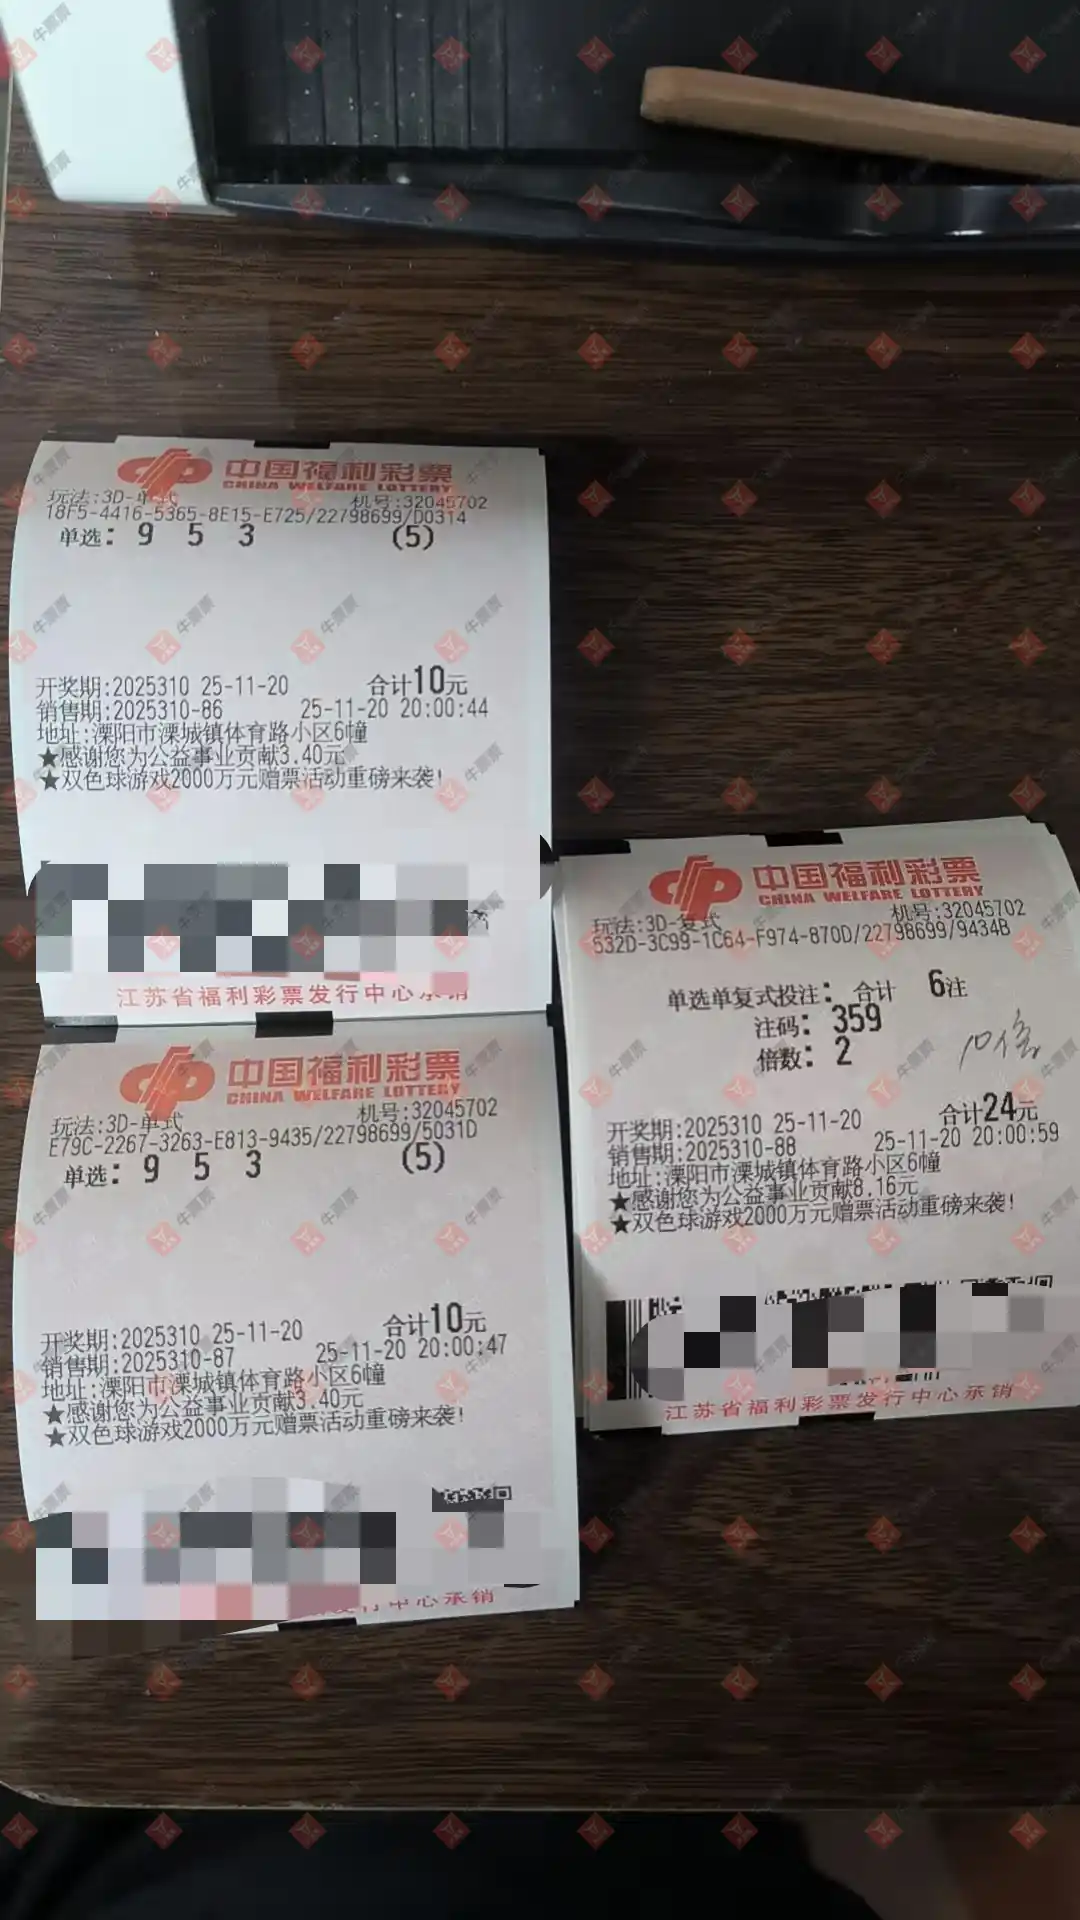 中国福利彩票
CHINA WELFARE LOTTERY
玩法:3D-单式 机号:32045702
18F5-4416-5365-8E15-E725/22798699/D0314
单选: 9 5 3 (5)
开奖期:2025310 25-11-20 合计10元
销售期:2025310-86 25-11-20 20:00:44
地址:溧阳市溧城镇体育路小区6幢
★感谢您为公益事业贡献3.40元
★双色球游戏2000万元赠票活动重磅来袭!
江苏省福利彩票发行中心承销
中国福利彩票
CHINA WELFARE LOTTERY
玩法:3D-单式 机号:32045702
E79C-2267-3263-E813-9435/22798699/5031D
单选: 9 5 3 (5)
开奖期:2025310 25-11-20 合计10元
销售期:2025310-87 25-11-20 20:00:47
地址:溧阳市溧城镇体育路小区6幢
★感谢您为公益事业贡献3.40元
★双色球游戏2000万元赠票活动重磅来袭!
发行中心承销
中国福利彩票
CHINA WELFARE LOTTERY
玩法:3D-复式 机号:32045702
532D-3C99-1C64-F974-870D/22798699/9434B
单选单复式投注: 合计 6注
注码: 359
倍数: 2
10倍
开奖期:2025310 25-11-20 合计24元
销售期:2025310-88 25-11-20 20:00:59
地址:溧阳市溧城镇体育路小区6幢
★感谢您为公益事业贡献8.16元
★双色球游戏2000万元赠票活动重磅来袭!
江苏省福利彩票发行中心承销
牛票票